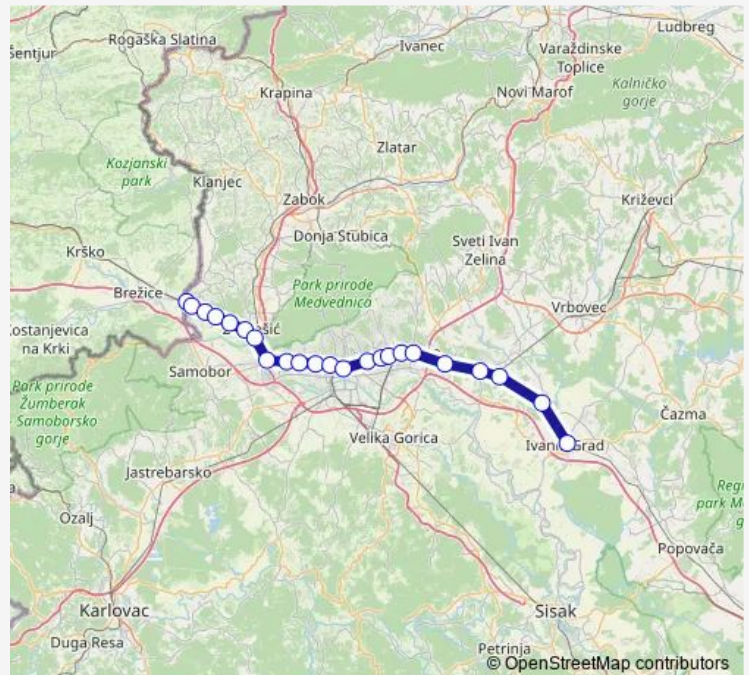 Rogaška Slatina
Ludbreg
Šentjur
Ivanec
Varaždinske
Toplice
Krapina
Novi Marof
Kalničko
gorje
Zlatar
Kozjanski
park
Klanjec
Zabok
Križevci
Donja Stubica
Sveti Ivan
Zelina
Krško
Park prirode
Medvednica
Brežice
Vrbovec
Kostanjevica
na Krki
Samobor
Park prirode
Žumberak
Samoborsko
gorje
Čazma
Velika Gorica
Jastrebarsko
Ozalj
Popovača
Karlovac
Sisak
Duga Resa
Petrinja
© OpenStreetMap contributors